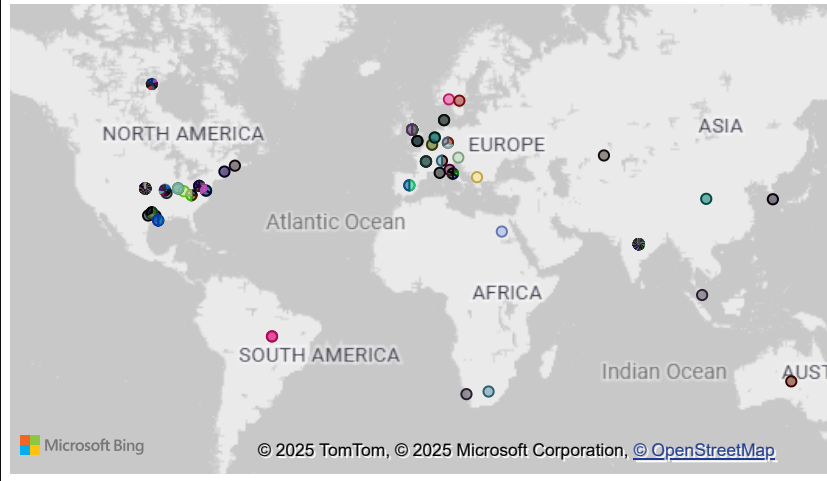 ASIA
NORTH AMERICA
EUROPE
Atlantic Ocean
AFRICA
SOUTH AMERICA
Indian Ocean
AUST
Microsoft Bing
© 2025 TomTom, © 2025 Microsoft Corporation, © OpenStreetMap